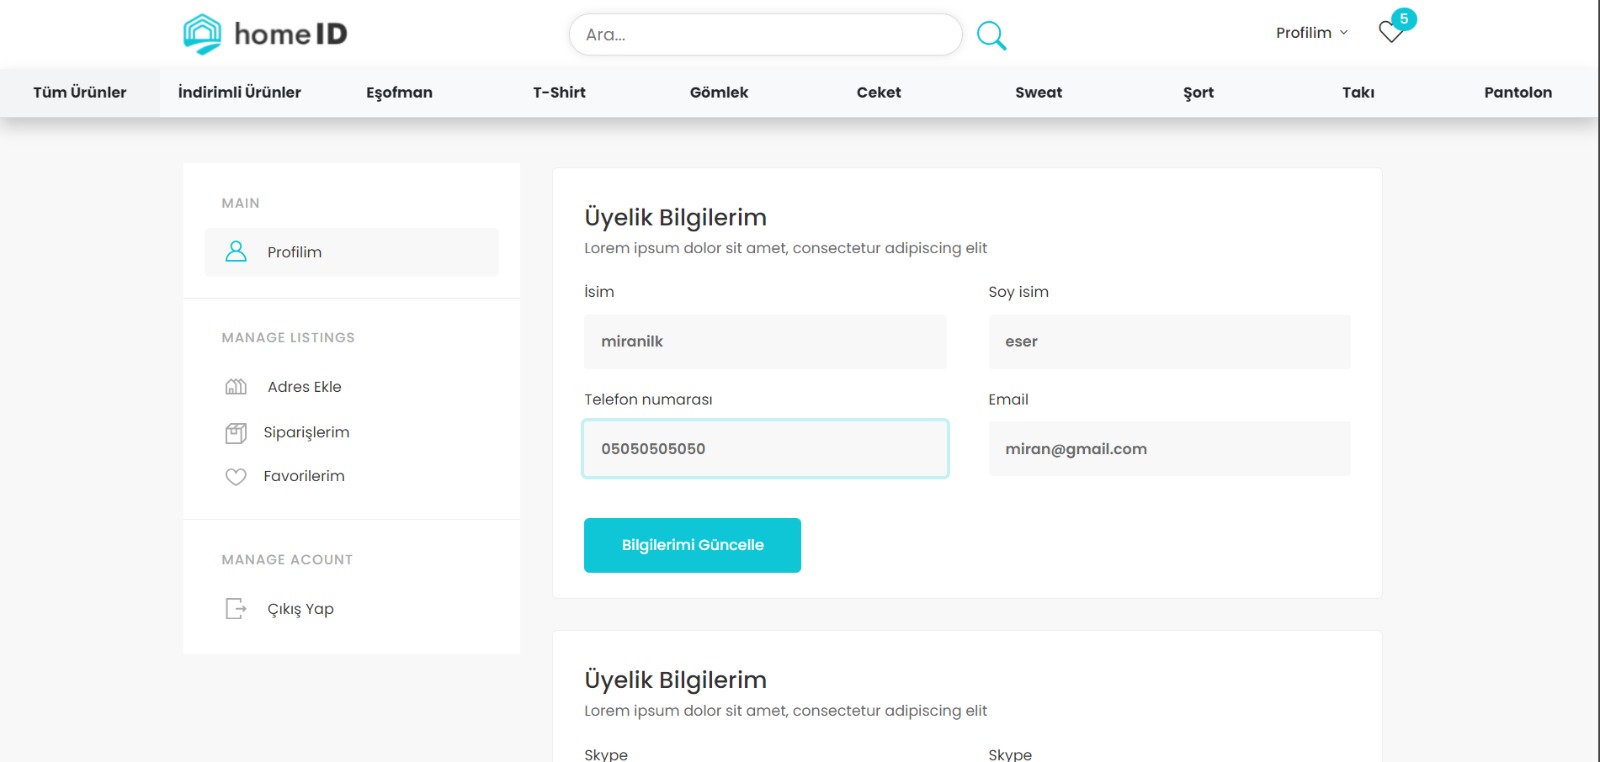 home ID
Ara...
Profilim
5
Tüm Ürünler İndirimli Ürünler Eşofman T-Shirt Gömlek Ceket Sweat Şort Takı Pantolon
MAIN
Profilim
MANAGE LISTINGS
Adres Ekle
Siparişlerim
Favorilerim
MANAGE ACOUNT
Çıkış Yap
Üyelik Bilgilerim
Lorem ipsum dolor sit amet, consectetur adipiscing elit
İsim Soy isim
miranilk eser
Telefon numarası Email
05050505050 miran@gmail.com
Bilgilerimi Güncelle
Üyelik Bilgilerim
Lorem ipsum dolor sit amet, consectetur adipiscing elit
Skype Skype